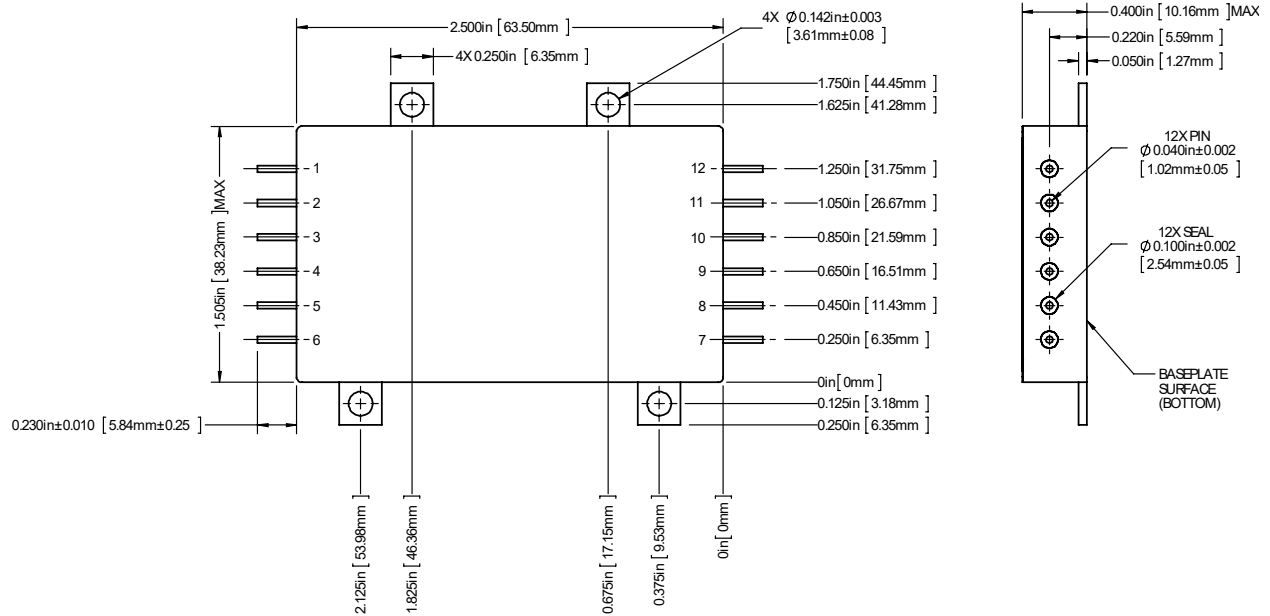 2.500in [ 63.50mm ]
4X Ø 0.142in±0.003
[ 3.61mm±0.08 ]
4X 0.250in [ 6.35mm ]
1.750in [ 44.45mm ]
1.625in [ 41.28mm ]
1
2
3
4
5
6
12
11
10
9
8
7
1.250in [ 31.75mm ]
1.050in [ 26.67mm ]
0.850in [ 21.59mm ]
0.650in [ 16.51mm ]
0.450in [ 11.43mm ]
0.250in [ 6.35mm ]
0in [ 0mm ]
0.125in [ 3.18mm ]
0.250in [ 6.35mm ]
1.505in [ 38.23mm ]MAX
0.230in±0.010 [ 5.84mm±0.25 ]
2.125in [ 53.98mm ]
1.825in [ 46.36mm ]
0.675in [ 17.15mm ]
0.375in [ 9.53mm ]
0in [ 0mm ]
0.400in [ 10.16mm ]MAX
0.220in [ 5.59mm ]
0.050in [ 1.27mm ]
12X PIN
Ø 0.040in±0.002
[ 1.02mm±0.05 ]
12X SEAL
Ø 0.100in±0.002
[ 2.54mm±0.05 ]
BASEPLATE
SURFACE
(BOTTOM)